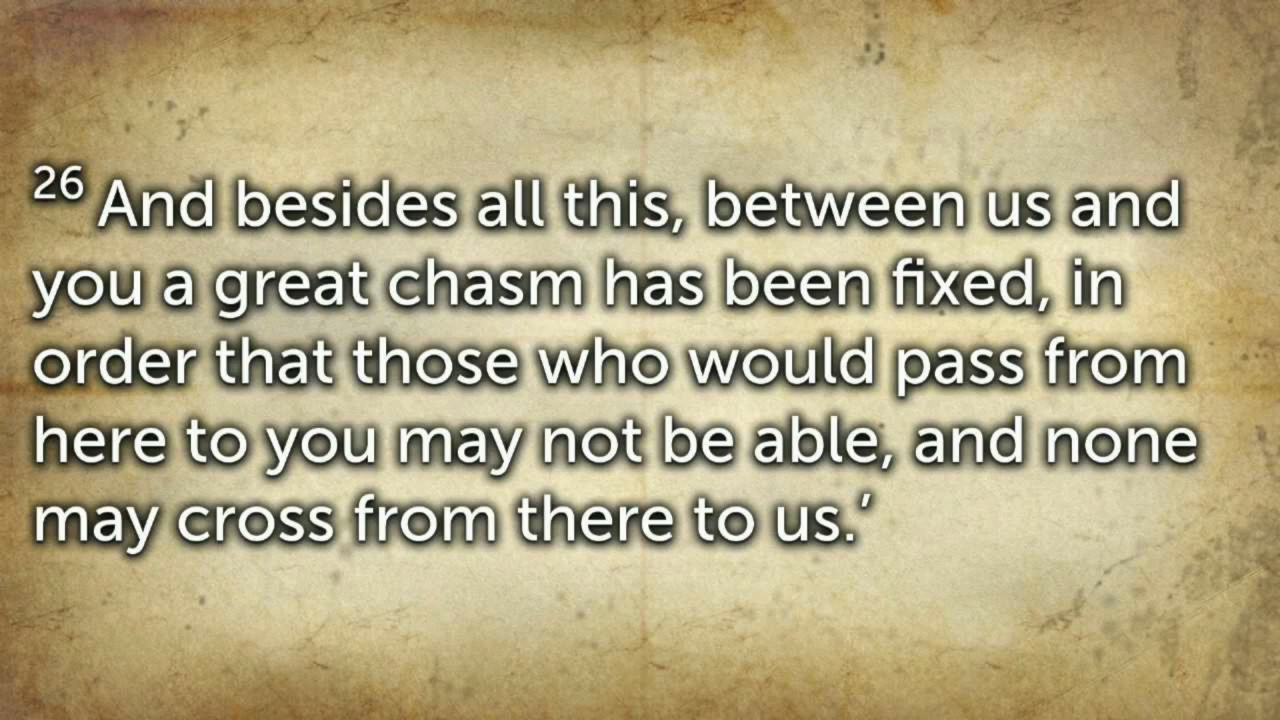 26 And besides all this, between us and
you a great chasm has been fixed, in
order that those who would pass from
here to you may not be able, and none
may cross from there to us.’